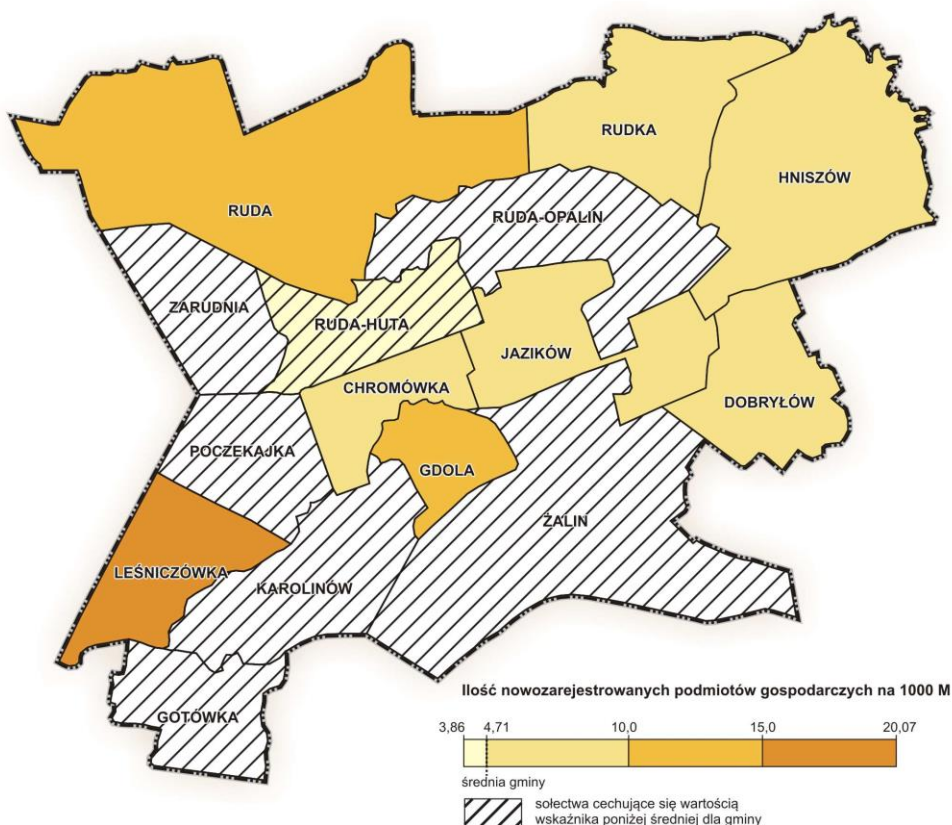 RUDKA
HNISZÓW
RUDA
RUDA-OPALIN
ZARUDNIA
RUDA-HUTA
JAZIKÓW
CHROMÓWKA
DOBRYŁÓW
POCZEKAJKA
GDOLA
ŻALIN
LEŚNICZÓWKA
KAROLINÓW
GOTÓWKA
Ilość nowozarejestrowanych podmiotów gospodarczych na 1000 M
3,86 4,71 10,0 15,0 20,07
średnia gminy
sołectwa cechujące się wartością
wskaźnika poniżej średniej dla gminy